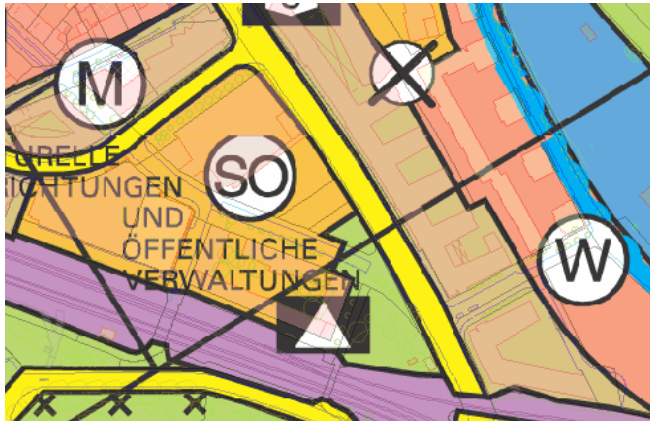 M
SO
URELLE
ICHTUNGEN
UND
ÖFFENTLICHE
VERWALTUNGEN
W